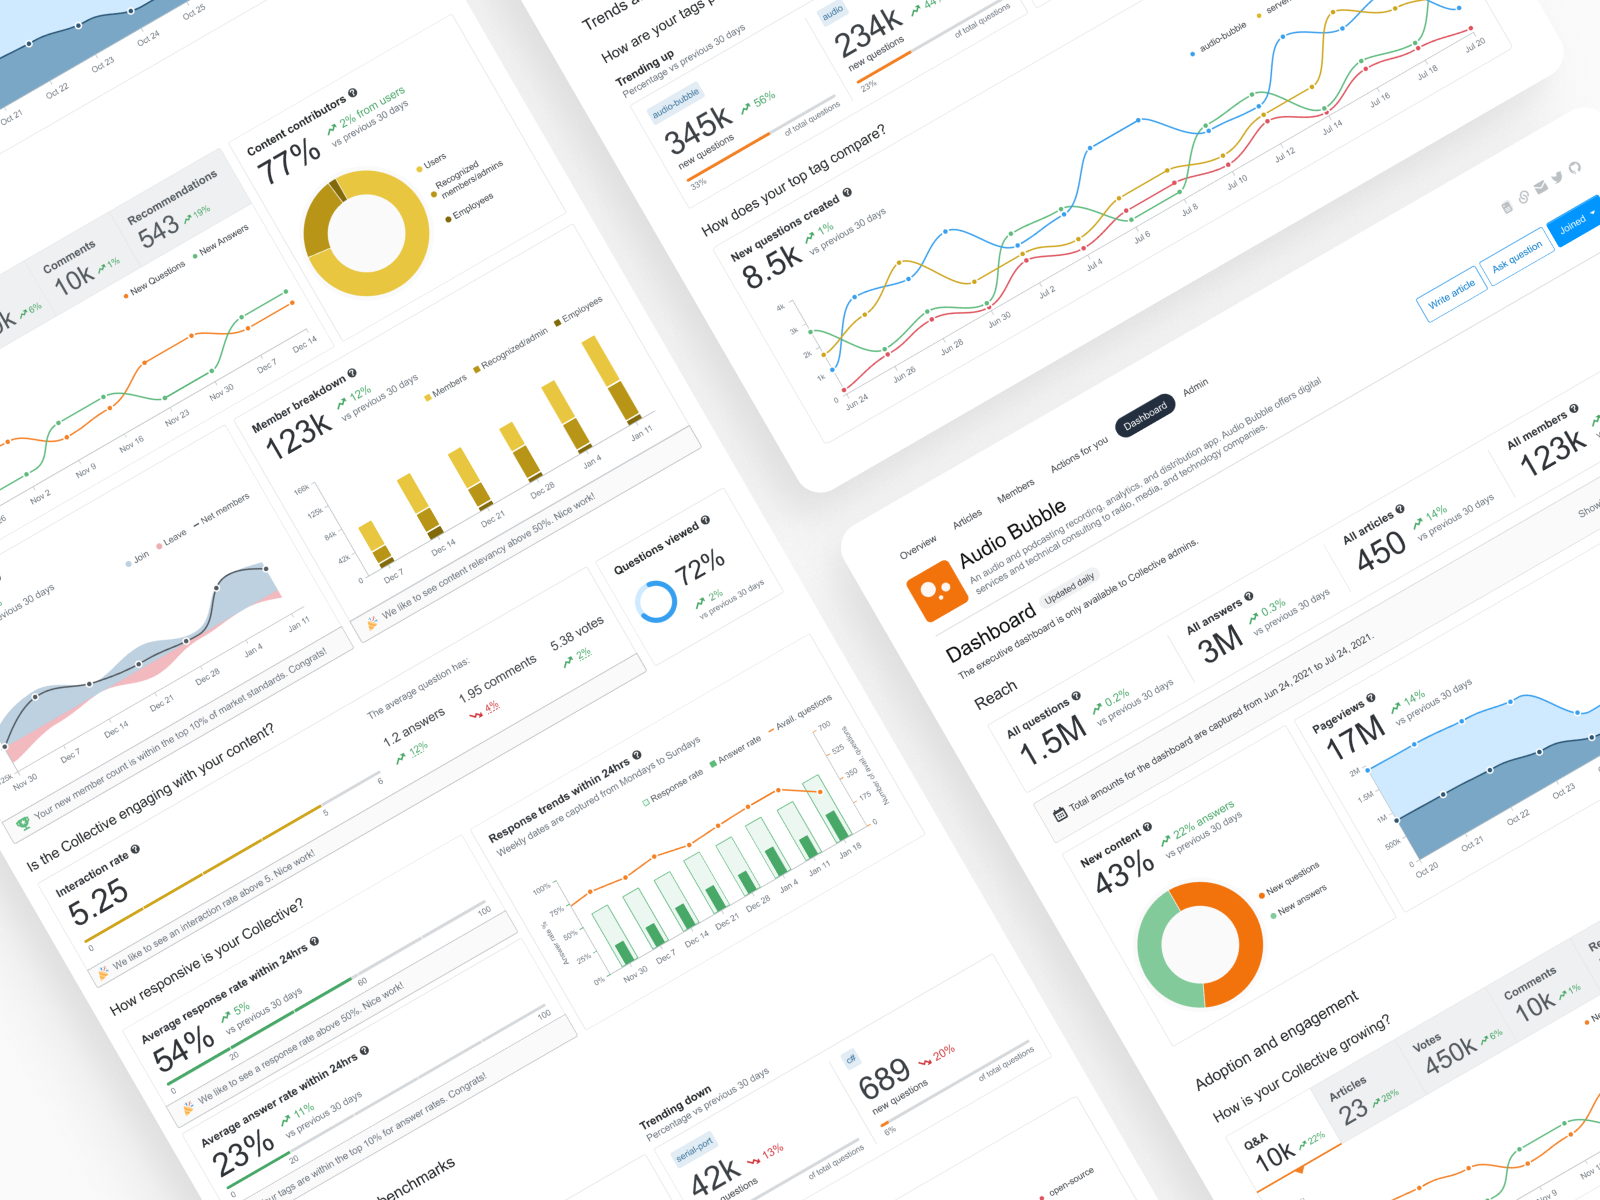 Oct 21
Oct 22
Oct 23
Oct 24
Oct 25
Content contributors
77%
2% from users
vs previous 30 days
Users
Recognized
members/admins
Employees
Comments
10k
1%
Recommendations
543
19%
6%
New Questions
New Answers
Nov 2
Nov 9
Nov 16
Nov 23
Nov 30
Dec 7
Dec 14
Member breakdown
123k
12%
vs previous 30 days
Members
Recognized/admin
Employees
166k
125k
84k
42k
0
Dec 7
Dec 14
Dec 21
Dec 28
Jan 4
Jan 11
We like to see content relevancy above 50%. Nice work!
vious 30 days
Join
Leave
Net members
Nov 30
Dec 7
Dec 14
Dec 21
Dec 28
Jan 4
Jan 11
Your new member count is within the top 10% of market standards. Congrats!
Is the Collective engaging with your content?
The average question has:
1.2 answers
12%
1.95 comments
4%
5.38 votes
2%
Questions viewed
72%
2%
vs previous 30 days
Interaction rate
5.25
0
5
6
We like to see an interaction rate above 5. Nice work!
How responsive is your Collective?
Average response rate within 24hrs
54%
5%
vs previous 30 days
0
20
60
100
We like to see a response rate above 50%. Nice work!
Average answer rate within 24hrs
23%
11%
vs previous 30 days
0
20
100
our tags are within the top 10% for answer rates. Congrats!
benchmarks
Response trends within 24hrs
Weekly dates are captured from Mondays to Sundays
Response rate
Answer rate
Avail. questions
100%
75%
50%
25%
0%
Answer rate vs
700
525
350
175
0
Number of avail. questions
Nov 30
Dec 7
Dec 14
Dec 21
Dec 28
Jan 4
Jan 11
Jan 18
Trending down
Percentage vs previous 30 days
serial-port
42k
13%
of total questions
c#
689
20%
new questions
6%
of total questions
open-source
Trends a
How are your tags p
Trending up
Percentage vs previous 30 days
audio-bubble
345k
56%
new questions
33%
of total questions
audio
234k
44
new questions
23%
of total questions
How does your top tag compare?
New questions created
8.5k
1%
vs previous 30 days
audio-bubble
server
4k
3k
2k
1k
0
Jun 24
Jun 26
Jun 28
Jun 30
Jul 2
Jul 4
Jul 6
Jul 8
Jul 10
Jul 12
Jul 14
Jul 16
Jul 18
Jul 20
Write article
Ask question
Joined
Overview
Articles
Members
Actions for you
Dashboard
Admin
Audio Bubble
An audio and podcasting recording, analytics, and distribution app. Audio Bubble offers digital
services and technical consulting to radio, media, and technology companies.
Dashboard
Updated daily
The executive dashboard is only available to Collective admins.
Reach
All questions
1.5M
0.2%
vs previous 30 days
All answers
3M
0.3%
vs previous 30 days
All articles
450
14%
vs previous 30 days
All members
123k
Total amounts for the dashboard are captured from Jun 24, 2021 to Jul 24, 2021.
Show
New content
43%
22% answers
vs previous 30 days
New questions
New answers
Pageviews
17M
14%
vs previous 30 days
2M
1.5M
1M
500k
0
Oct 20
Oct 21
Oct 22
Oct 23
Adoption and engagement
How is your Collective growing?
Q&A
10k
22%
Articles
23
28%
Votes
450k
6%
Comments
10k
1%
Re
Nov 9